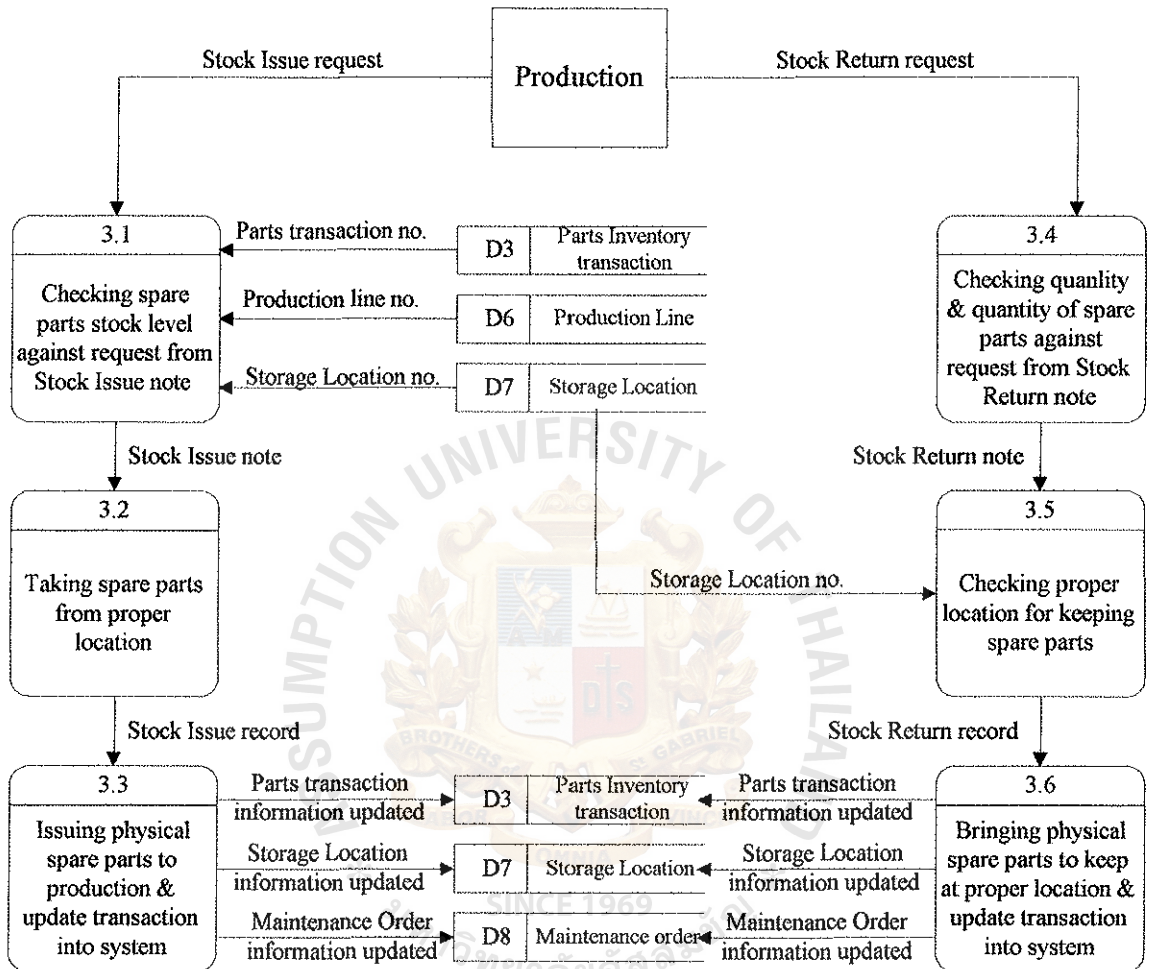 Stock Issue request
Production
Stock Return request
3.1
Checking spare
parts stock level
against request from
Stock Issue note
Parts transaction no.
D3
Parts Inventory
transaction
Production line no.
D6
Production Line
Storage Location no.
D7
Storage Location
3.4
Checking quanlity
& quantity of spare
parts against
request from Stock
Return note
Stock Issue note
Stock Return note
3.2
Taking spare parts
from proper
location
Storage Location no.
3.5
Checking proper
location for keeping
spare parts
Stock Issue record
Stock Return record
3.3
Issuing physical
spare parts to
production &
update transaction
into system
Parts transaction
information updated
D3
Parts Inventory
transaction
Parts transaction
information updated
Storage Location
information updated
D7
Storage Location
Storage Location
information updated
Maintenance Order
information updated
D8
Maintenance order
Maintenance Order
information updated
3.6
Bringing physical
spare parts to keep
at proper location &
update transaction
into system
ASSUMPTION UNIVERSITY OF THAILAND
A M
D S
BROTHERS of ST GABRIEL
OMNIA
SINCE 1969